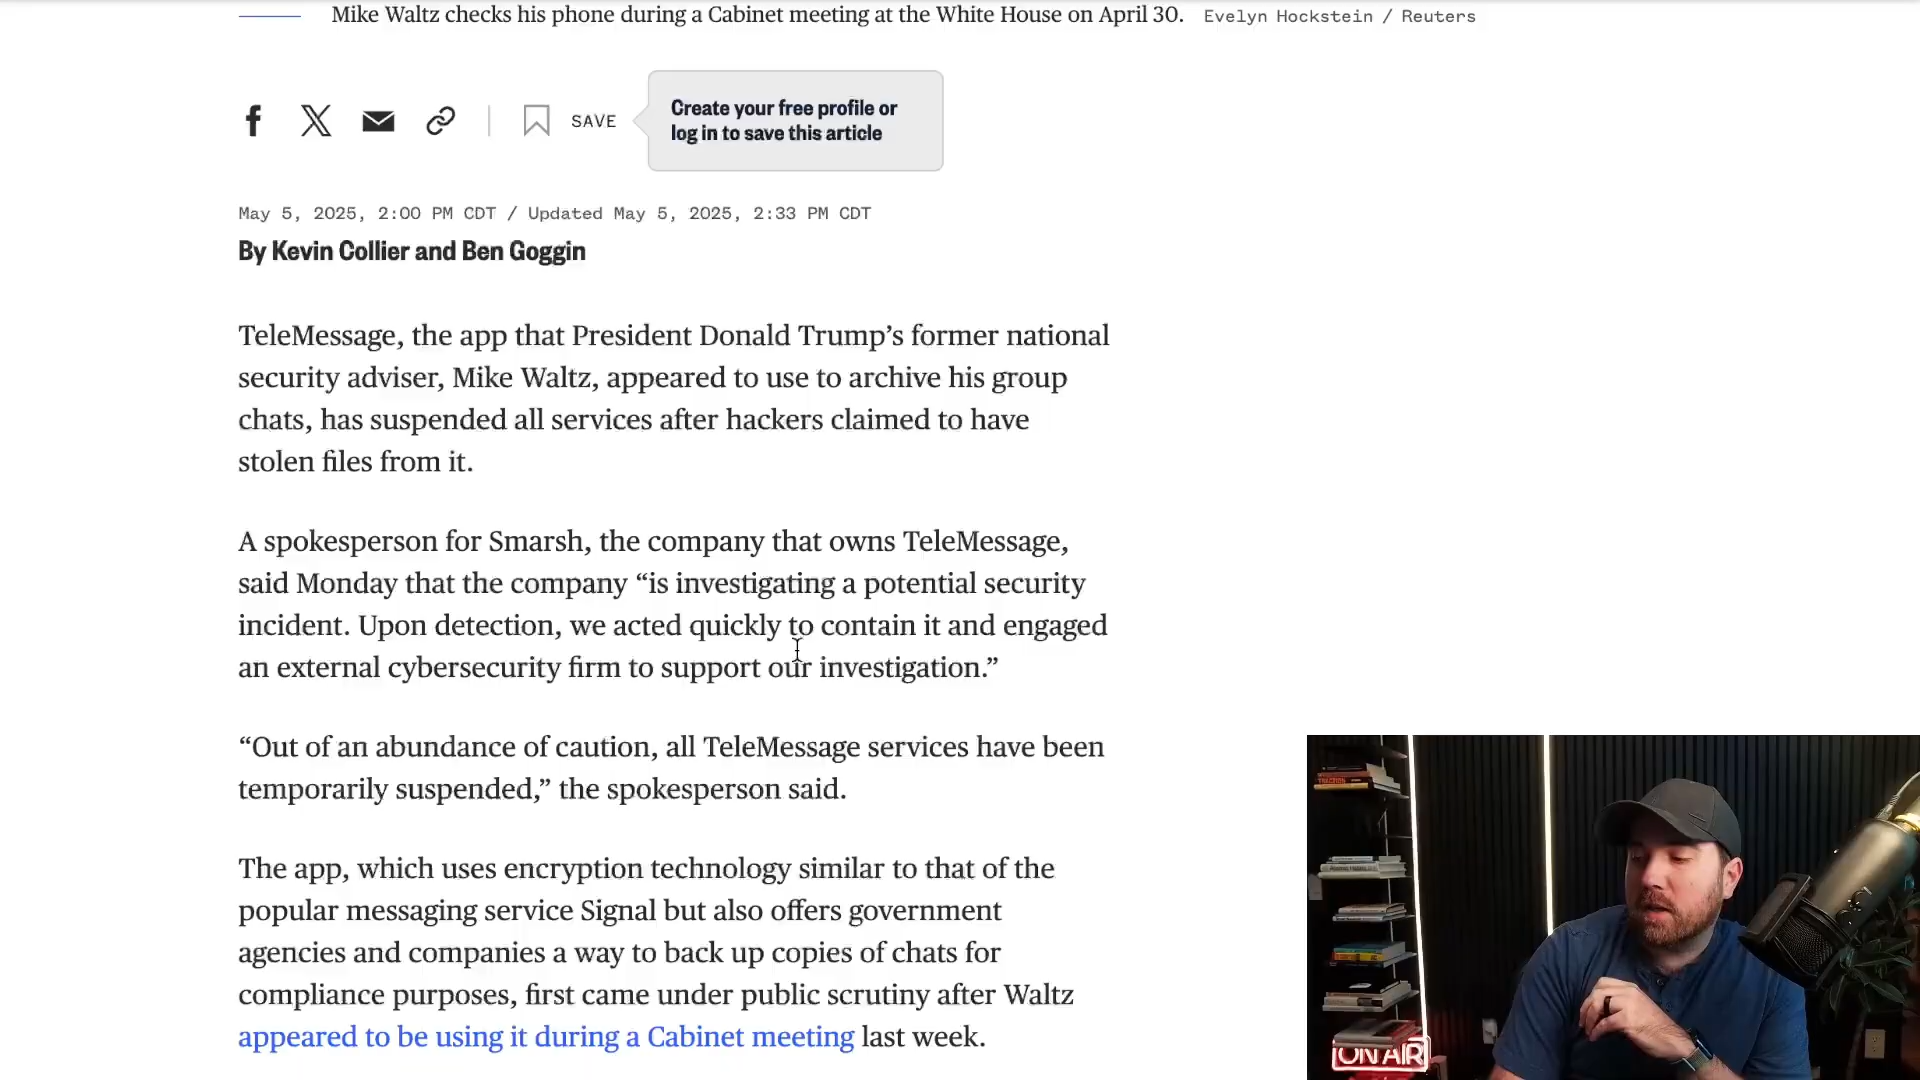 Mike Waltz checks his phone during a Cabinet meeting at the White House on April 30. Evelyn Hockstein / Reuters
SAVE
Create your free profile or
log in to save this article
May 5, 2025, 2:00 PM CDT / Updated May 5, 2025, 2:33 PM CDT
By Kevin Collier and Ben Goggin
TeleMessage, the app that President Donald Trump’s former national
security adviser, Mike Waltz, appeared to use to archive his group
chats, has suspended all services after hackers claimed to have
stolen files from it.
A spokesperson for Smarsh, the company that owns TeleMessage,
said Monday that the company “is investigating a potential security
incident. Upon detection, we acted quickly to contain it and engaged
an external cybersecurity firm to support our investigation.”
“Out of an abundance of caution, all TeleMessage services have been
temporarily suspended,” the spokesperson said.
The app, which uses encryption technology similar to that of the
popular messaging service Signal but also offers government
agencies and companies a way to back up copies of chats for
compliance purposes, first came under public scrutiny after Waltz
appeared to be using it during a Cabinet meeting last week.
TRACTION
ON AIR